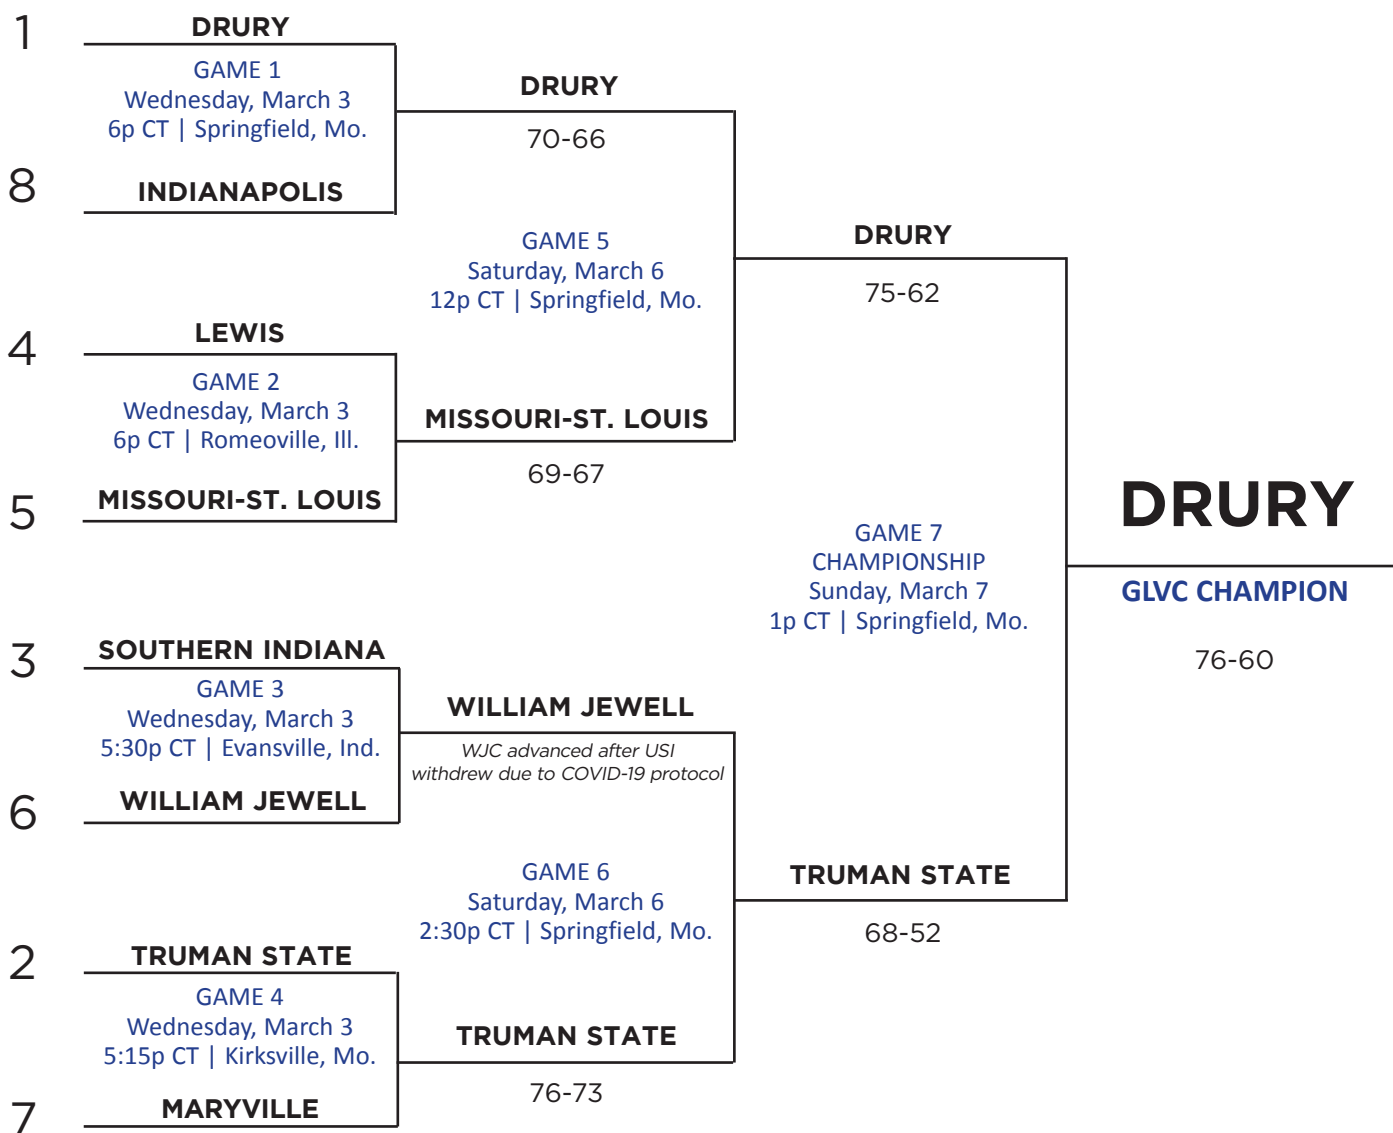 1
DRURY
GAME 1
Wednesday, March 3
6p CT | Springfield, Mo.
8
INDIANAPOLIS
DRURY
70-66
4
LEWIS
GAME 2
Wednesday, March 3
6p CT | Romeoville, Ill.
5
MISSOURI-ST. LOUIS
MISSOURI-ST. LOUIS
69-67
GAME 5
Saturday, March 6
12p CT | Springfield, Mo.
DRURY
75-62
3
SOUTHERN INDIANA
GAME 3
Wednesday, March 3
5:30p CT | Evansville, Ind.
6
WILLIAM JEWELL
WILLIAM JEWELL
WJC advanced after USI
withdrew due to COVID-19 protocol
2
TRUMAN STATE
GAME 4
Wednesday, March 3
5:15p CT | Kirksville, Mo.
7
MARYVILLE
TRUMAN STATE
76-73
GAME 6
Saturday, March 6
2:30p CT | Springfield, Mo.
TRUMAN STATE
68-52
GAME 7
CHAMPIONSHIP
Sunday, March 7
1p CT | Springfield, Mo.
DRURY
GLVC CHAMPION
76-60